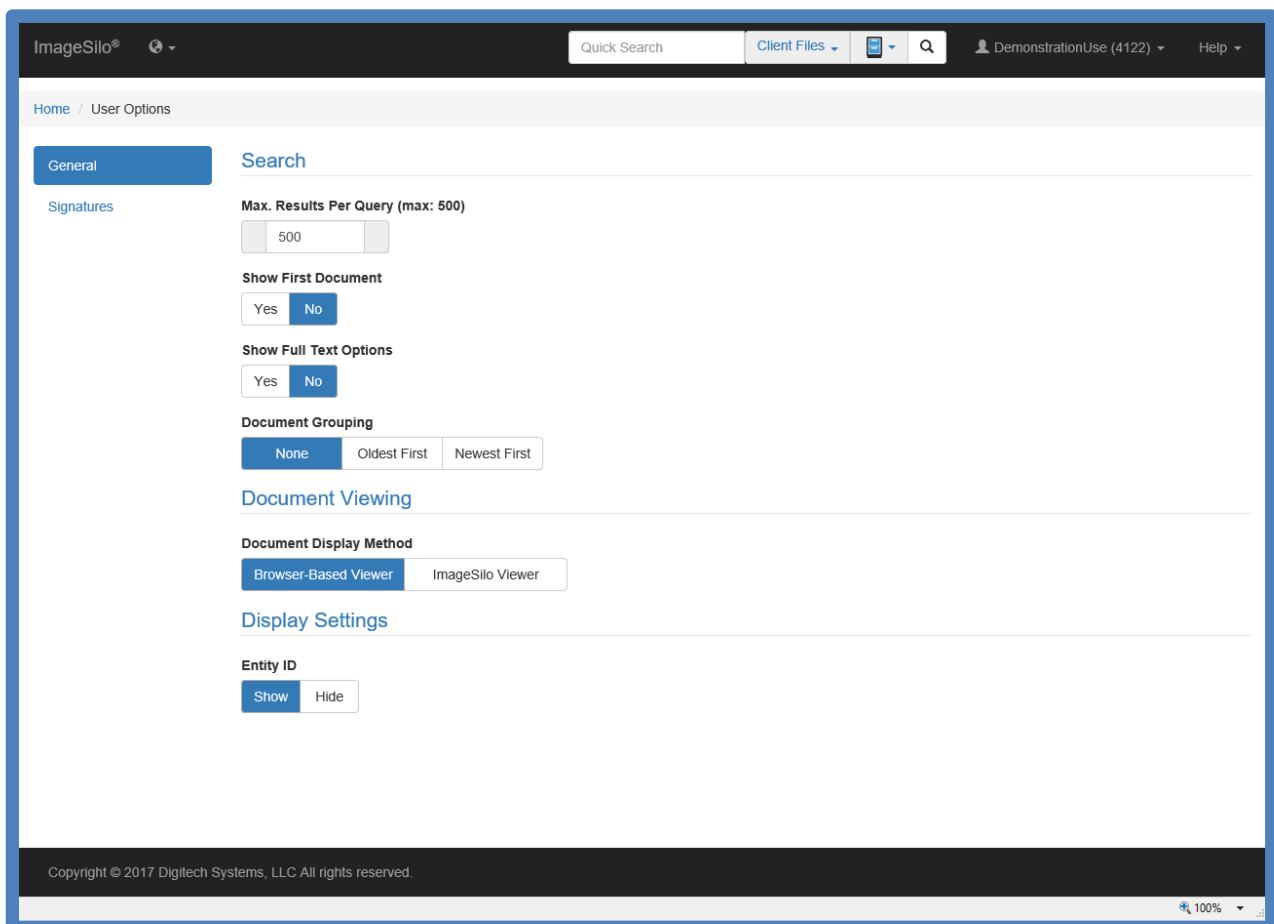 ImageSilo® Quick Search Client Files DemonstrationUse (4122) Help
Home / User Options
General
Signatures
Search
Max. Results Per Query (max: 500)
500
Show First Document
Yes No
Show Full Text Options
Yes No
Document Grouping
None Oldest First Newest First
Document Viewing
Document Display Method
Browser-Based Viewer ImageSilo Viewer
Display Settings
Entity ID
Show Hide
Copyright © 2017 Digitech Systems, LLC All rights reserved.
100%